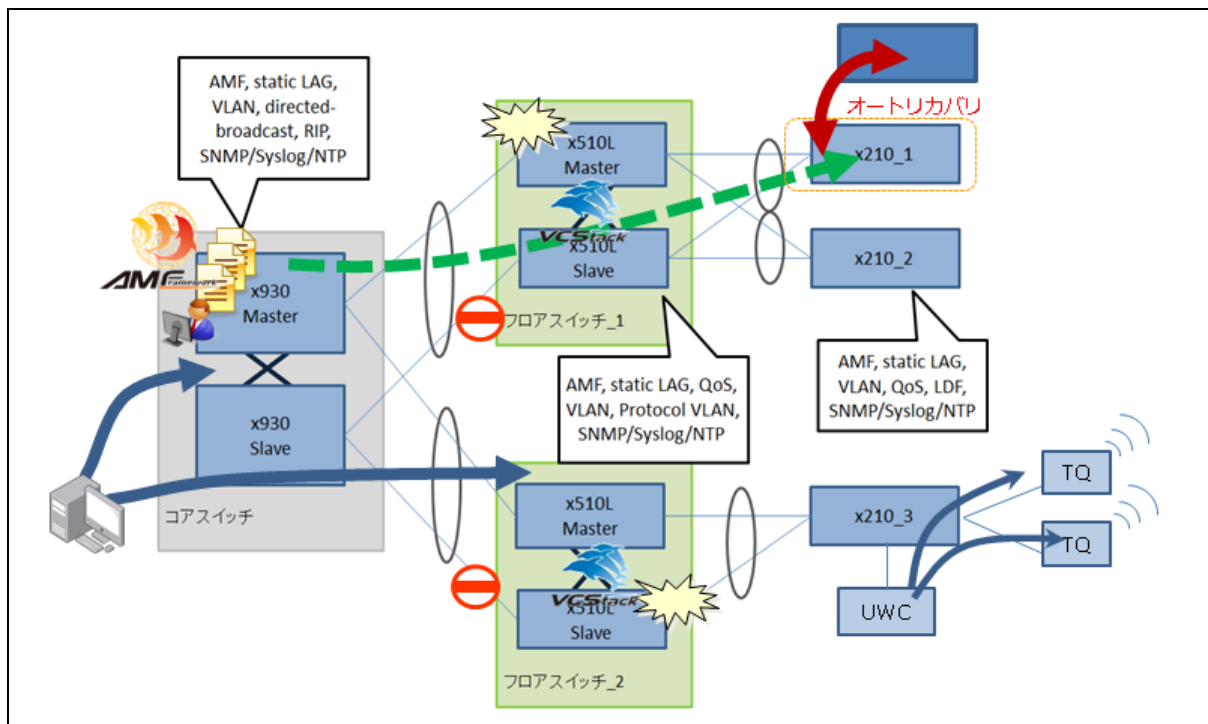 AMF, static LAG,
VLAN, directed-
broadcast, RIP,
SNMP/Syslog/NTP
AMF
Framework
x930
Master
x930
Slave
コアスイッチ
x510L
Master
VCStack
x510L
Slave
フロアスイッチ_1
オートリカバリ
x210_1
x210_2
AMF, static LAG, QoS,
VLAN, Protocol VLAN,
SNMP/Syslog/NTP
AMF, static LAG,
VLAN, QoS, LDF,
SNMP/Syslog/NTP
x510L
Master
VCStack
x510L
Slave
フロアスイッチ_2
x210_3
TQ
TQ
UWC